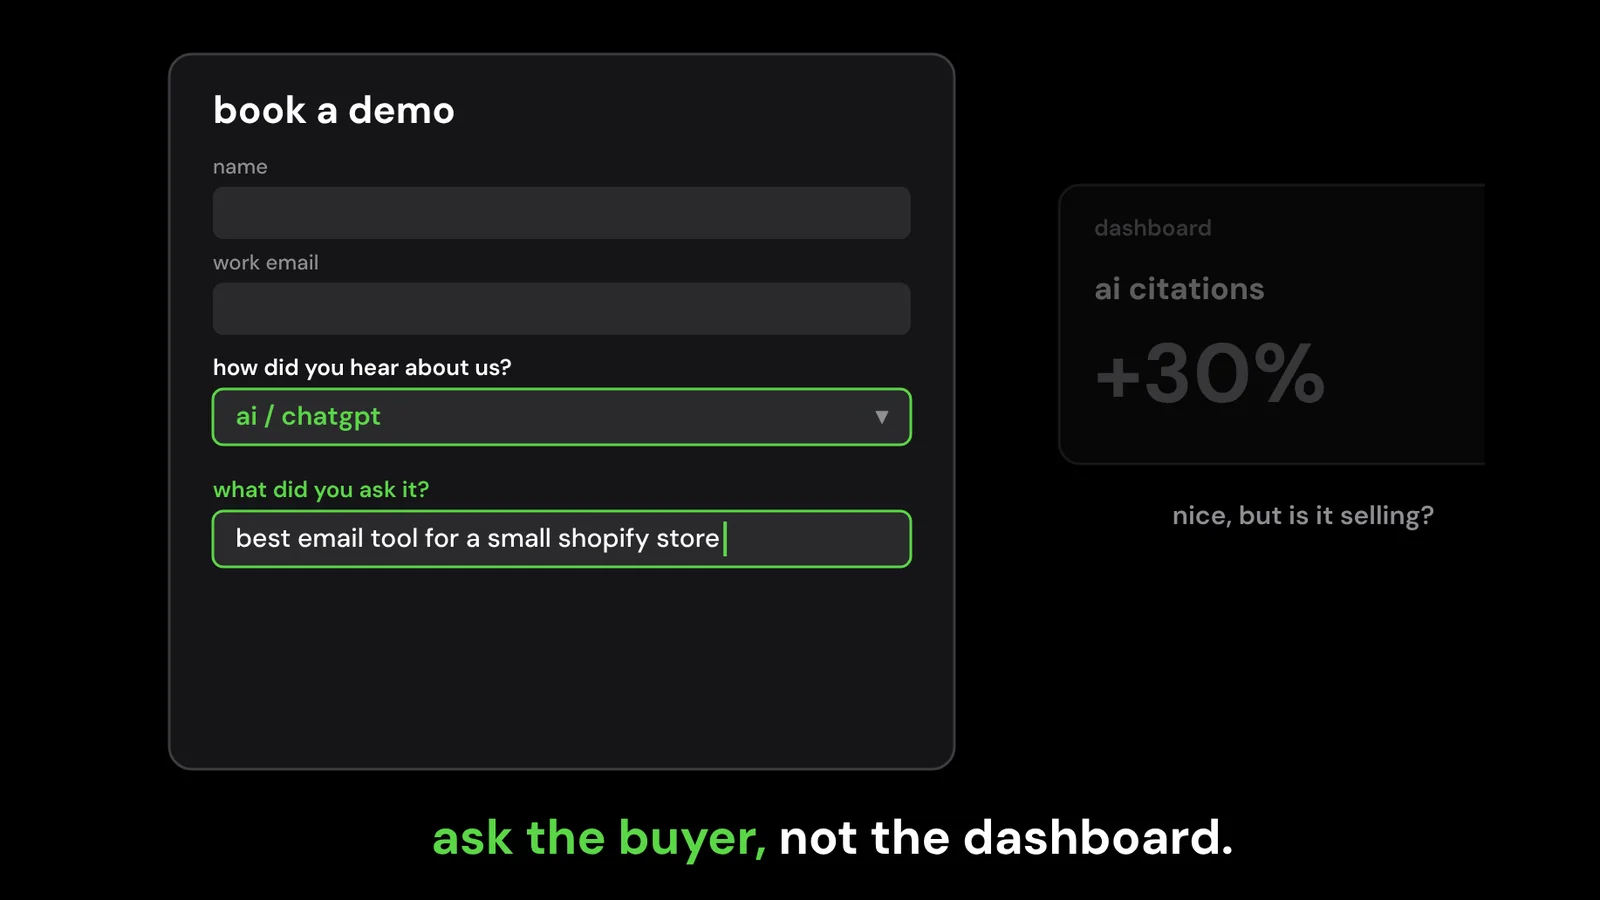 book a demo
name
work email
how did you hear about us?
ai / chatgpt
what did you ask it?
best email tool for a small shopify store
dashboard
ai citations
+30%
nice, but is it selling?
ask the buyer, not the dashboard.